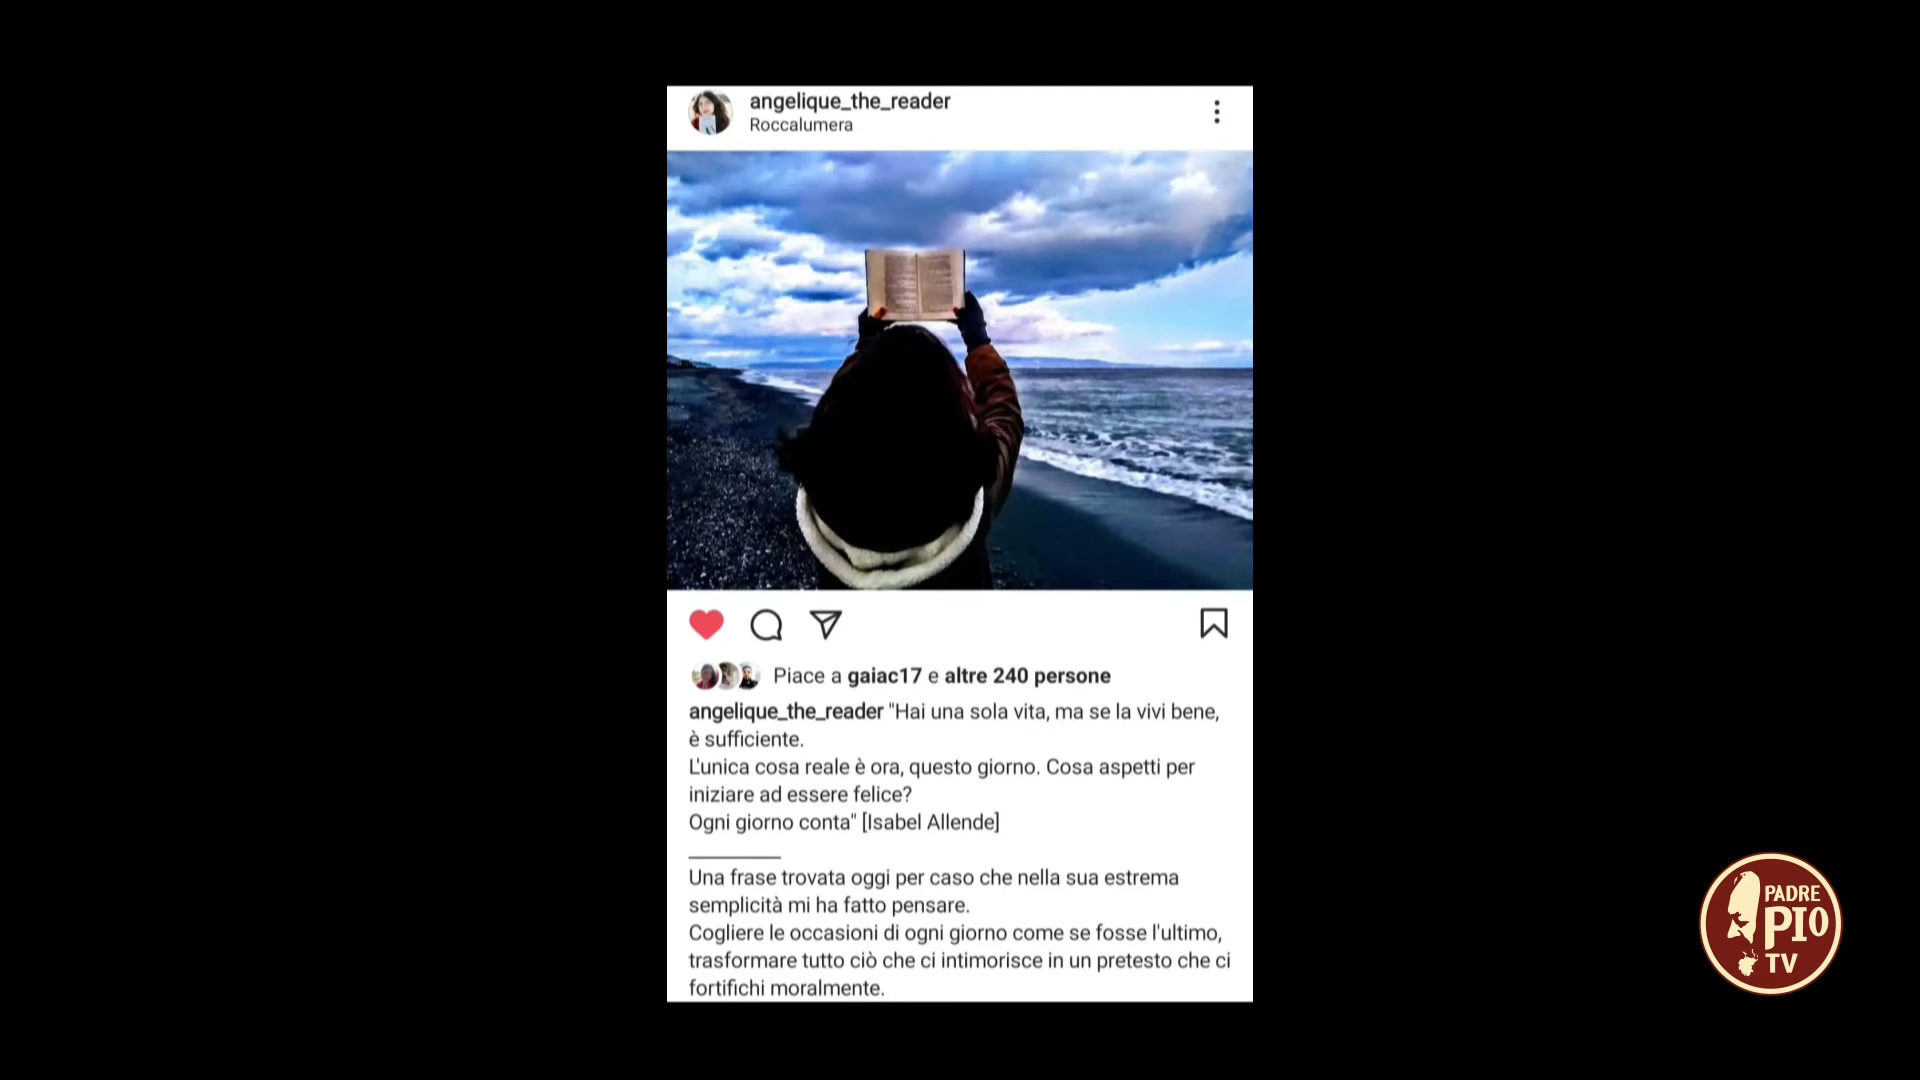 angelique_the_reader
Roccalumera
Piace a gaiac17 e altre 240 persone
angelique_the_reader "Hai una sola vita, ma se la vivi bene,
è sufficiente.
L'unica cosa reale è ora, questo giorno. Cosa aspetti per
iniziare ad essere felice?
Ogni giorno conta" [Isabel Allende]
Una frase trovata oggi per caso che nella sua estrema
semplicità mi ha fatto pensare.
Cogliere le occasioni di ogni giorno come se fosse l'ultimo,
trasformare tutto ciò che ci intimorisce in un pretesto che ci
fortifichi moralmente.
PADRE
PIO
TV